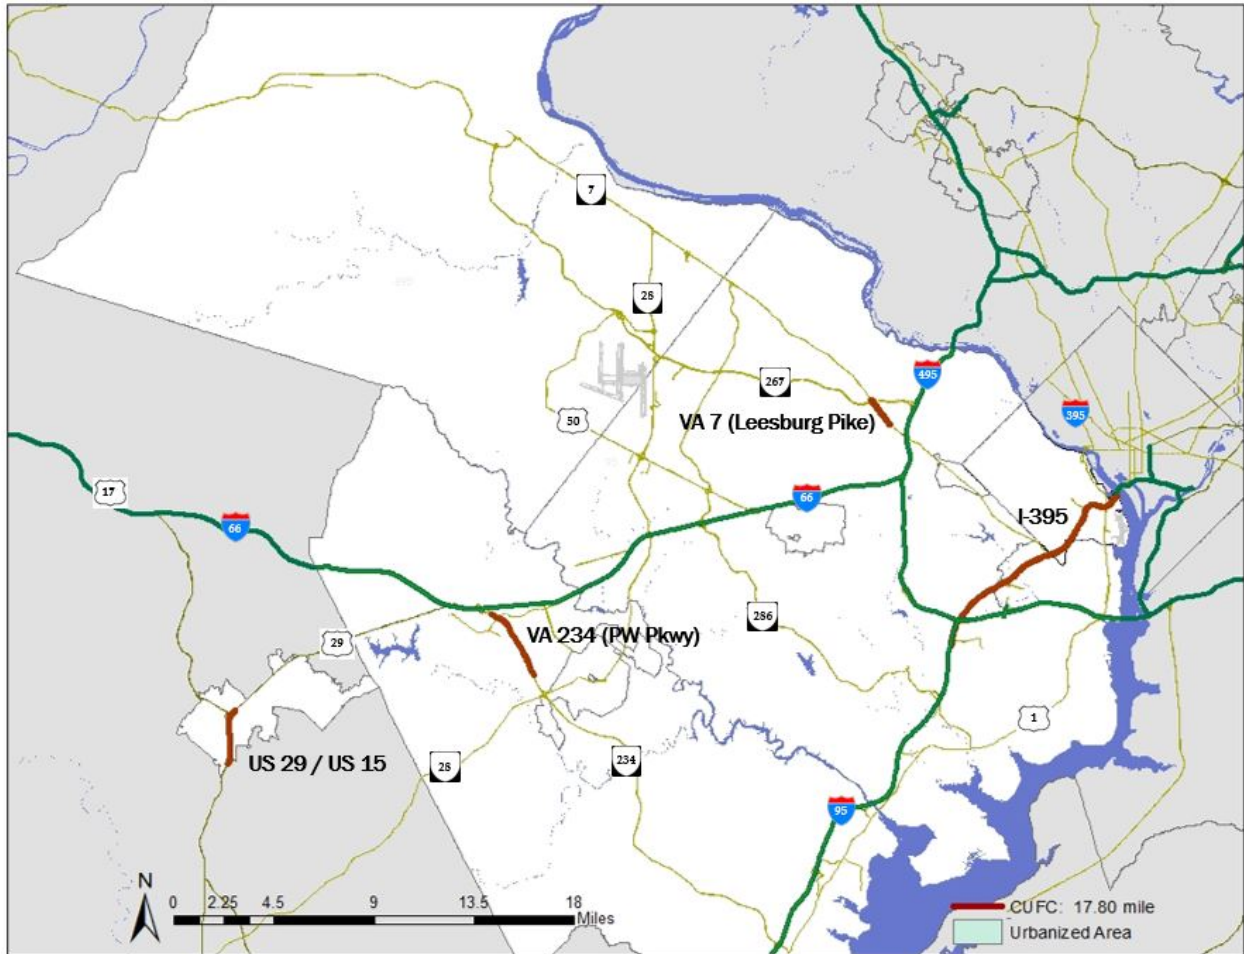 7
28
495
267
VA 7 (Leesburg Pike)
395
50
17
66
66
I-395
286
VA 234 (PW Pkwy)
29
1
US 29 / US 15
28
234
95
N
0 2.25 4.5 9 13.5 18
Miles
CUFC: 17.80 mile
Urbanized Area